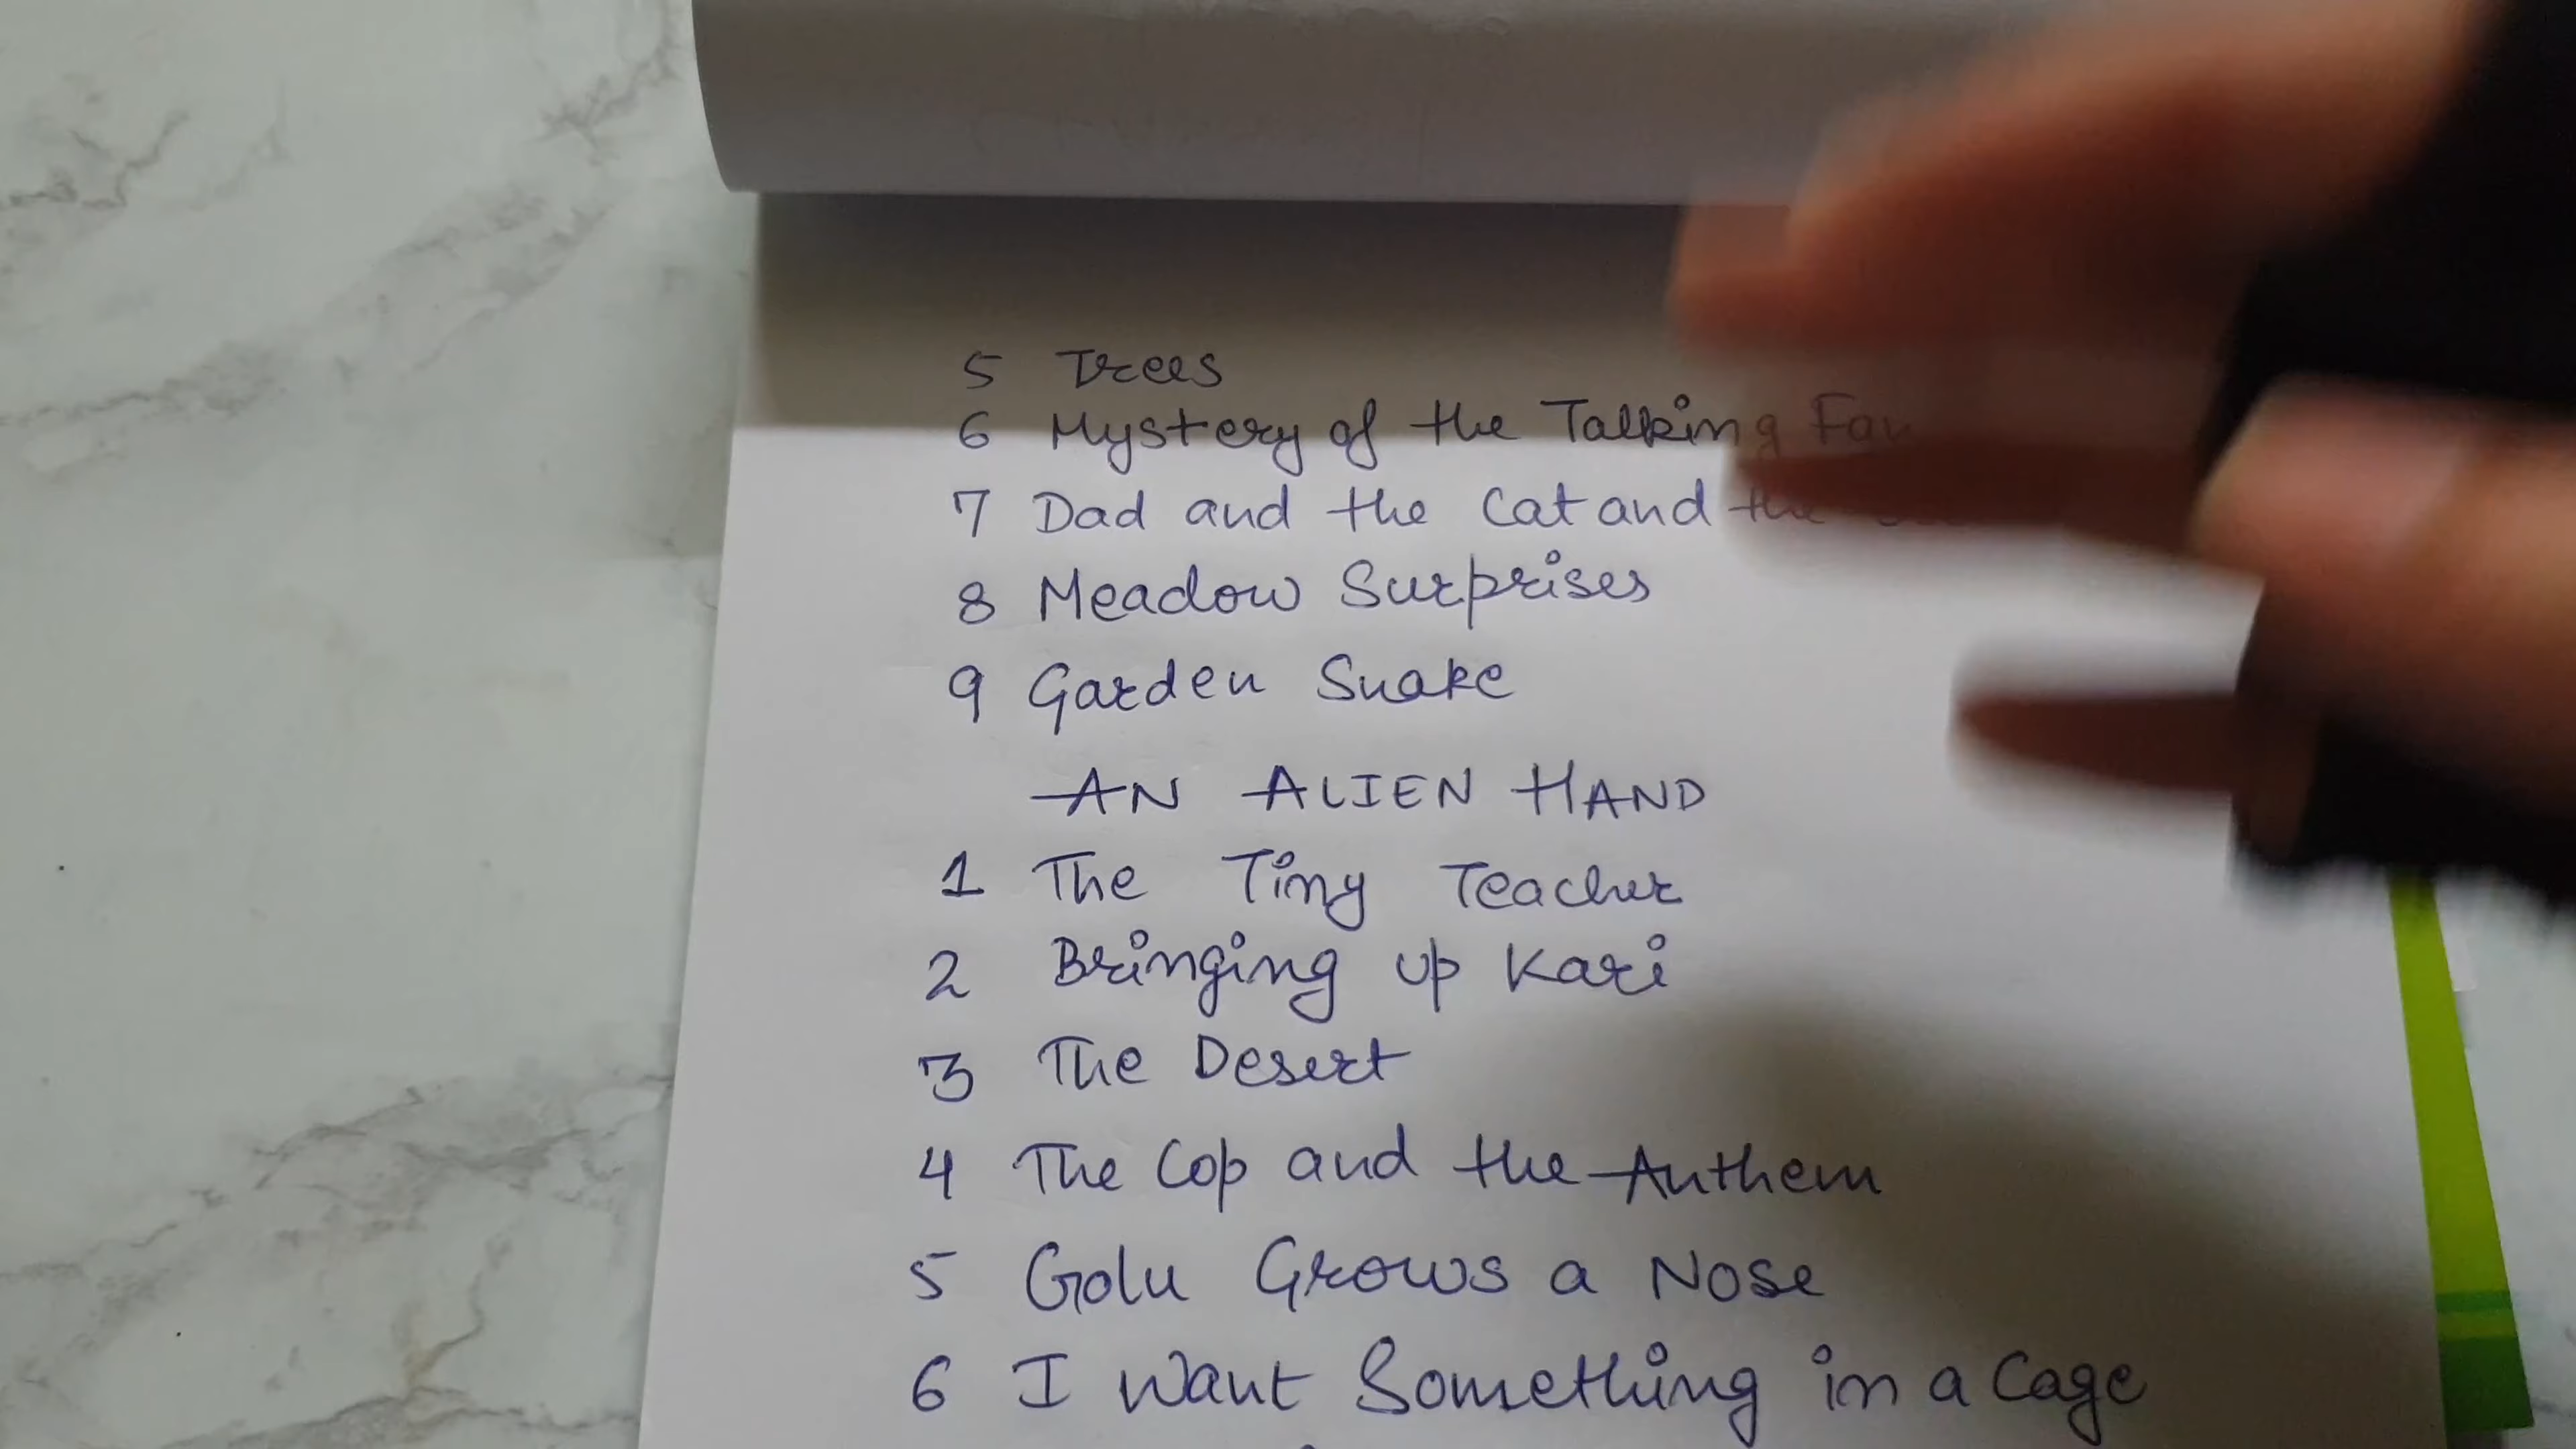 5 Trees
6 Mystery of the Talking
7 Dad and the Cat and the
8 Meadow Surprises
9 Garden Snake
AN ALIEN HAND
1 The Tiny Teacher
2 Bringing up Kari
3 The Desert
4 The Cop and the Anthem
5 Golu Grows a Nose
6 I Want Something in a Cage